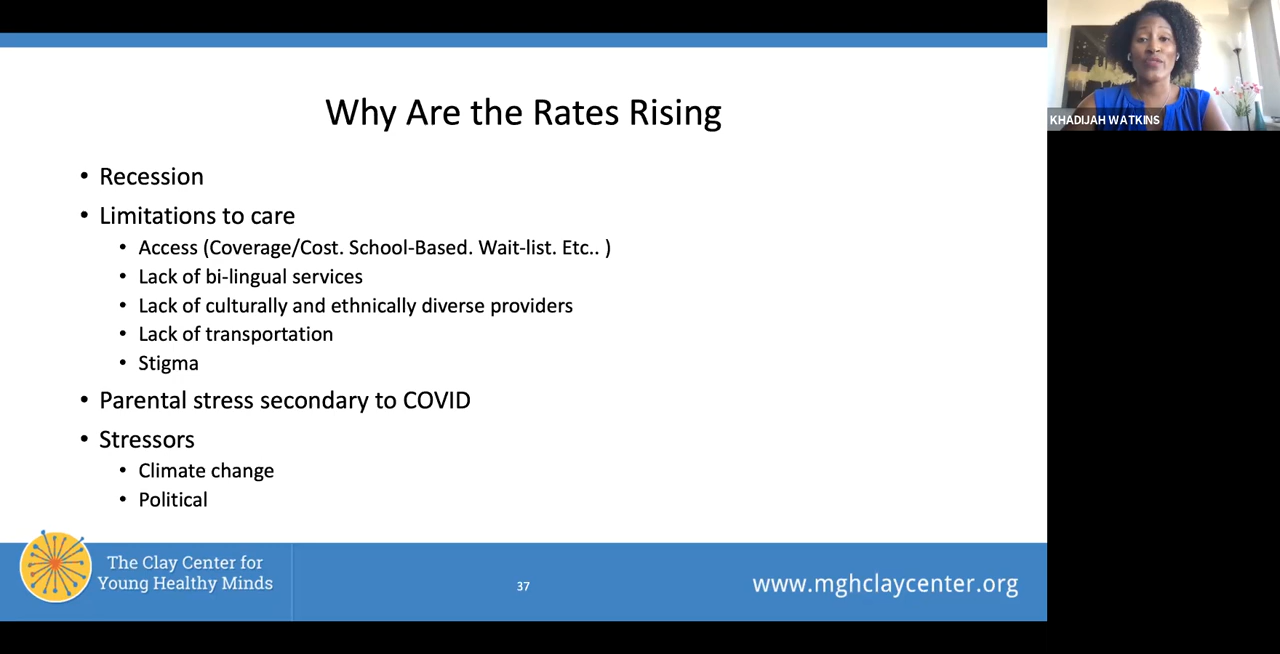 Why Are the Rates Rising
• Recession
• Limitations to care
• Access (Coverage/Cost. School-Based. Wait-list. Etc.. )
• Lack of bi-lingual services
• Lack of culturally and ethnically diverse providers
• Lack of transportation
• Stigma
• Parental stress secondary to COVID
• Stressors
• Climate change
• Political
The Clay Center for
Young Healthy Minds
37
www.mghclaycenter.org
KHADIJAH WATKINS